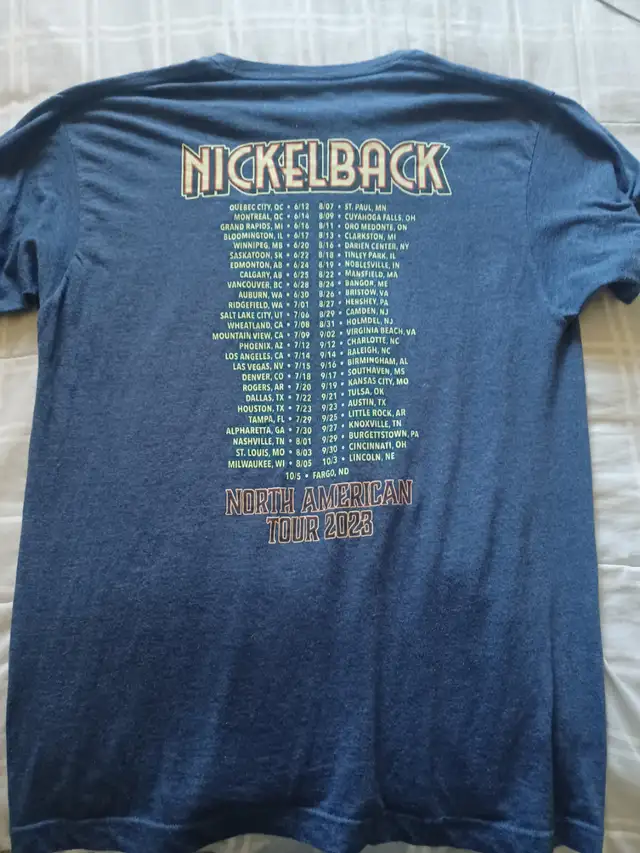 NICKELBACK
QUEBEC CITY, QC • 6/12 8/07 • ST. PAUL, MN
MONTREAL, QC • 6/14 8/09 • CUYAHOGA FALLS, OH
GRAND RAPIDS, MI • 6/16 8/11 • ORO MEDONTE, ON
BLOOMINGTON, IL • 6/17 8/13 • CLARKSTON, MI
WINNIPEG, MB • 6/20 8/16 • DARIEN CENTER, NY
SASKATOON, SK • 6/22 8/18 • TINLEY PARK, IL
EDMONTON, AB • 6/24 8/19 • NOBLESVILLE, IN
CALGARY, AB • 6/25 8/22 • MANSFIELD, MA
VANCOUVER, BC • 6/28 8/24 • BANGOR, ME
AUBURN, WA • 6/30 8/26 • BRISTOW, VA
RIDGEFIELD, WA • 7/01 8/27 • HERSHEY, PA
SALT LAKE CITY, UT • 7/06 8/29 • CAMDEN, NJ
WHEATLAND, CA • 7/08 8/31 • HOLMDEL, NJ
MOUNTAIN VIEW, CA • 7/09 9/02 • VIRGINIA BEACH, VA
PHOENIX, AZ • 7/12 9/12 • CHARLOTTE, NC
LOS ANGELES, CA • 7/14 9/14 • RALEIGH, NC
LAS VEGAS, NV • 7/15 9/16 • BIRMINGHAM, AL
DENVER, CO • 7/18 9/17 • SOUTHAVEN, MS
ROGERS, AR • 7/20 9/19 • KANSAS CITY, MO
DALLAS, TX • 7/22 9/21 • TULSA, OK
HOUSTON, TX • 7/23 9/23 • AUSTIN, TX
TAMPA, FL • 7/29 9/25 • LITTLE ROCK, AR
ALPHARETTA, GA • 7/30 9/27 • KNOXVILLE, TN
NASHVILLE, TN • 8/01 9/29 • BURGETTSTOWN, PA
ST. LOUIS, MO • 8/03 9/30 • CINCINNATI, OH
MILWAUKEE, WI • 8/05 10/3 • LINCOLN, NE
10/5 • FARGO, ND
NORTH AMERICAN
TOUR 2023